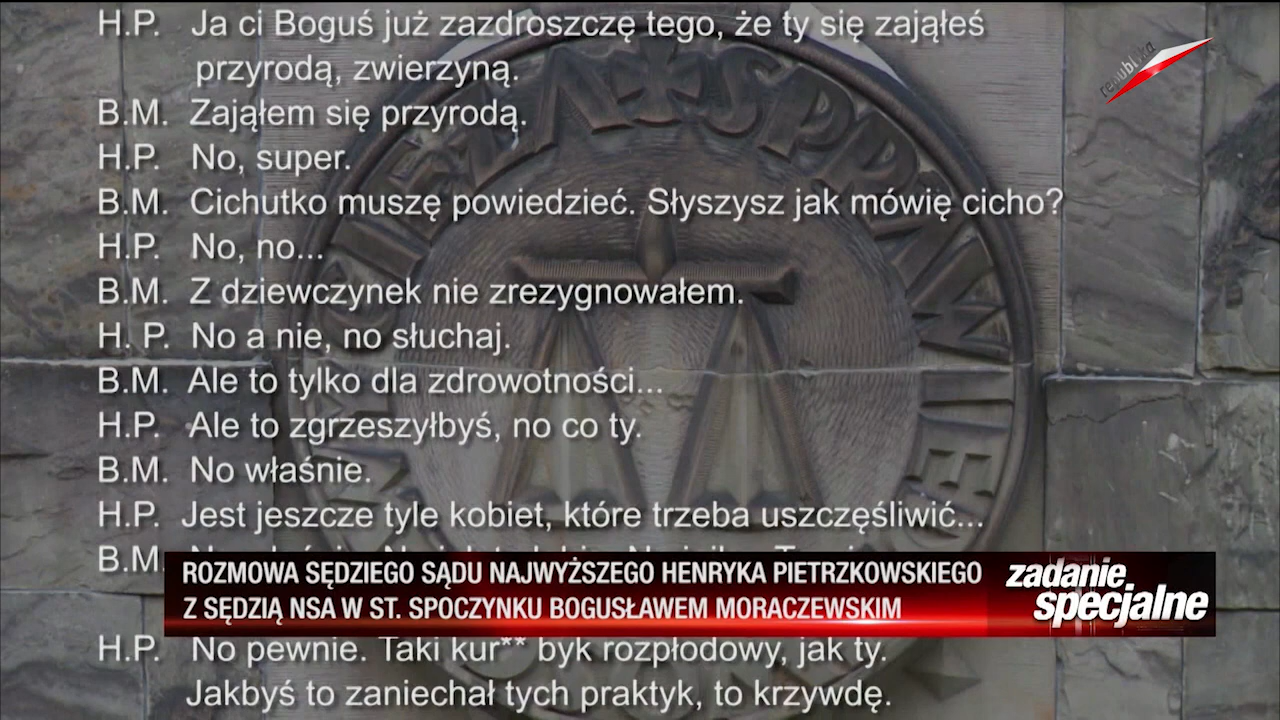 H.P. Ja ci Boguś już zazdroszczę tego, że ty się zająłeś
przyrodą, zwierzyną.
B.M. Zająłem się przyrodą.
H.P. No, super.
B.M. Cichutko muszę powiedzieć. Słyszysz jak mówię cicho?
H.P. No, no...
B.M. Z dziewczynek nie zrezygnowałem.
H. P. No a nie, no słuchaj.
B.M. Ale to tylko dla zdrowotności...
H.P. Ale to zgrzeszyłbyś, no co ty.
B.M. No właśnie.
H.P. Jest jeszcze tyle kobiet, które trzeba uszczęśliwić...
B.M.
ROZMOWA SĘDZIEGO SĄDU NAJWYŻSZEGO HENRYKA PIETRZKOWSKIEGO
Z SĘDZIĄ NSA W ST. SPOCZYNKU BOGUSŁAWEM MORACZEWSKIM
zadanie
specjalne
H.P. No pewnie. Taki kur** byk rozpłodowy, jak ty.
Jakbyś to zaniechał tych praktyk, to krzywdę.
republika